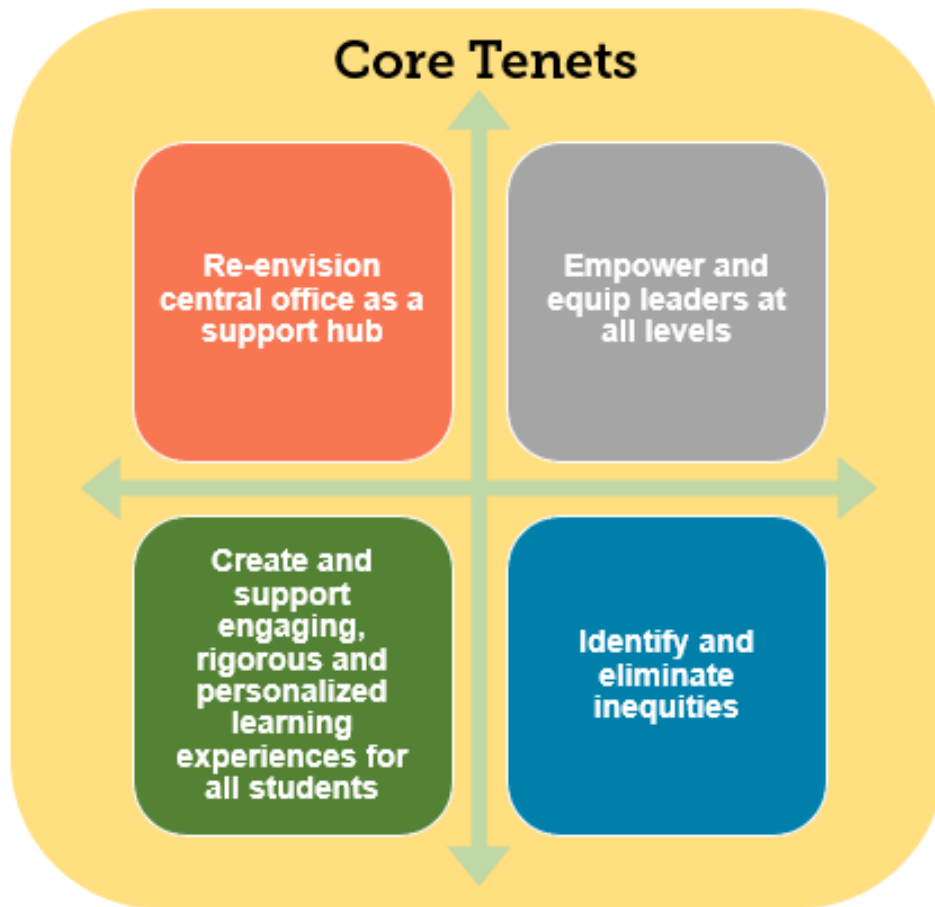 Core Tenets
Re-envision
central office as a
support hub
Empower and
equip leaders at
all levels
Create and
support
engaging,
rigorous and
personalized
learning
experiences for
all students
Identify and
eliminate
inequities